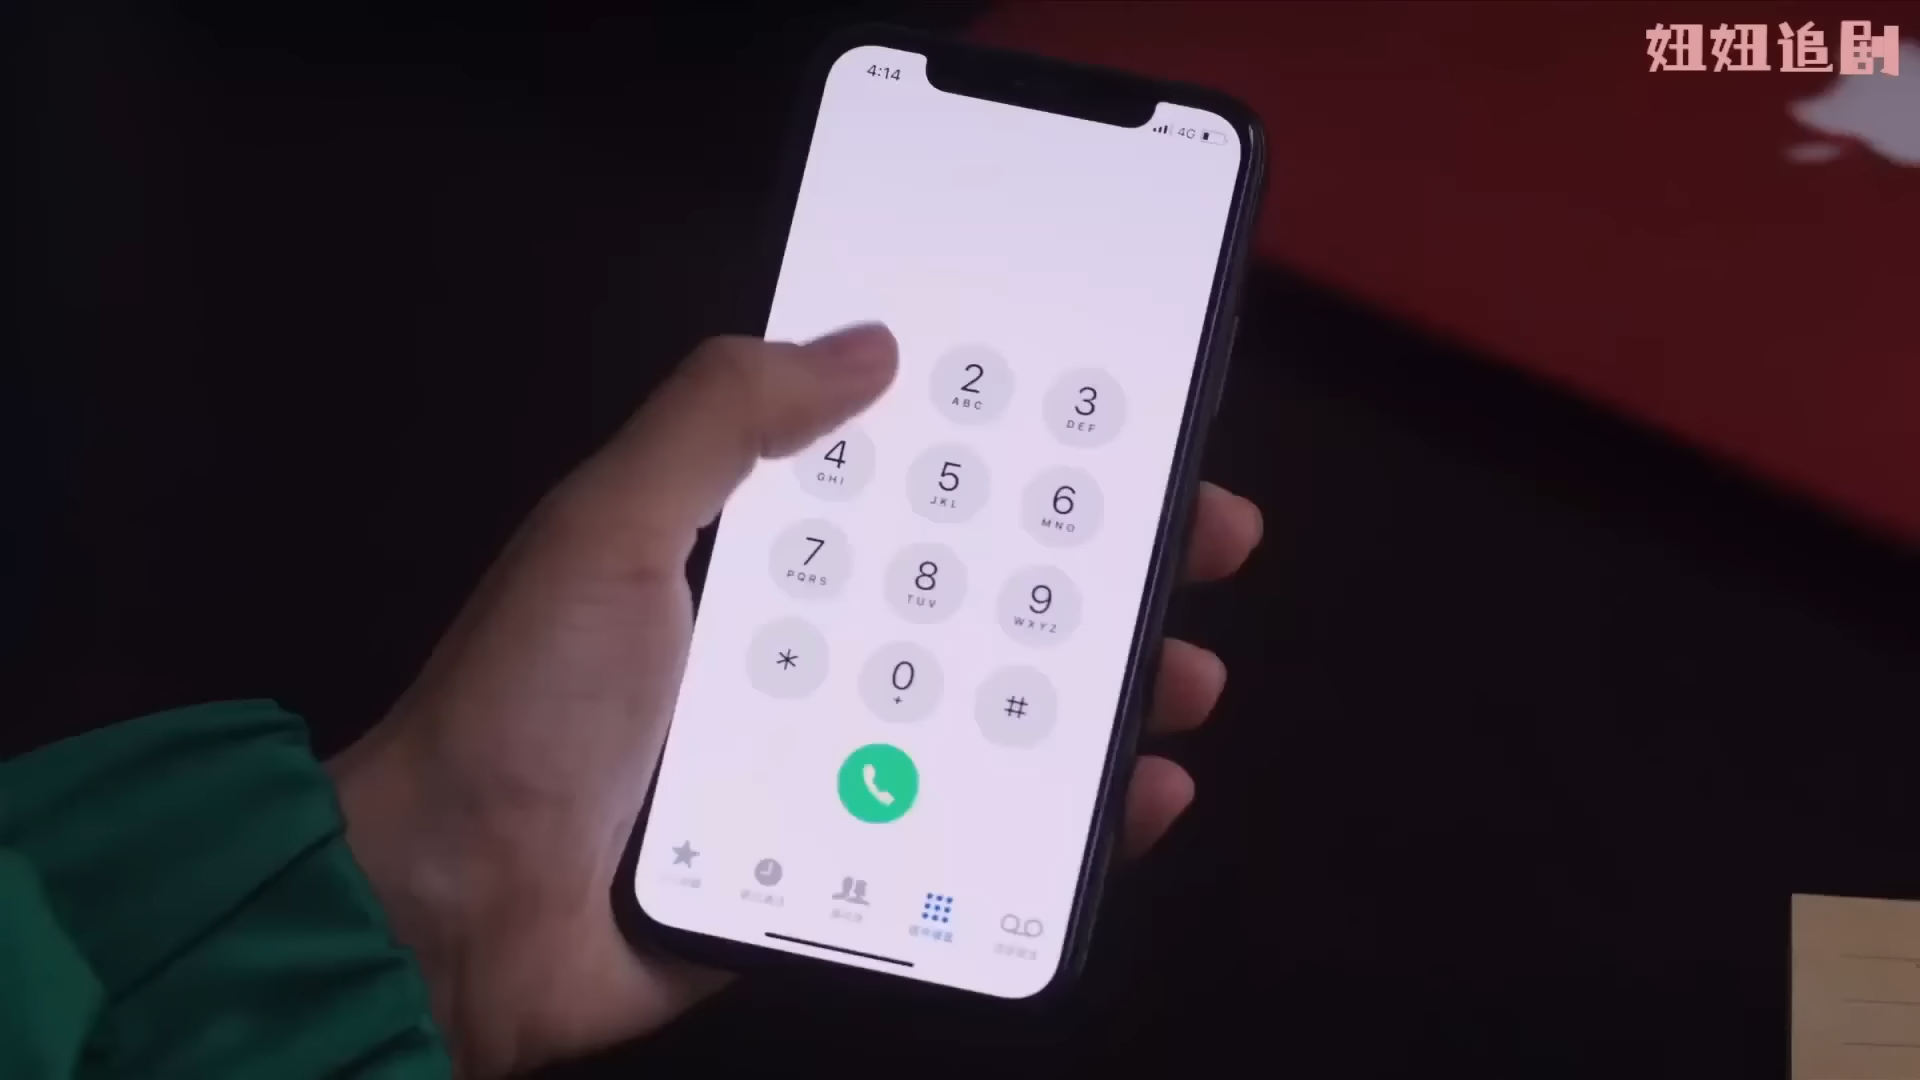 妞妞追剧
4:14
4G
2
ABC
3
DEF
4
GHI
5
JKL
6
MNO
7
PQRS
8
TUV
9
WXYZ
*
0
+
#